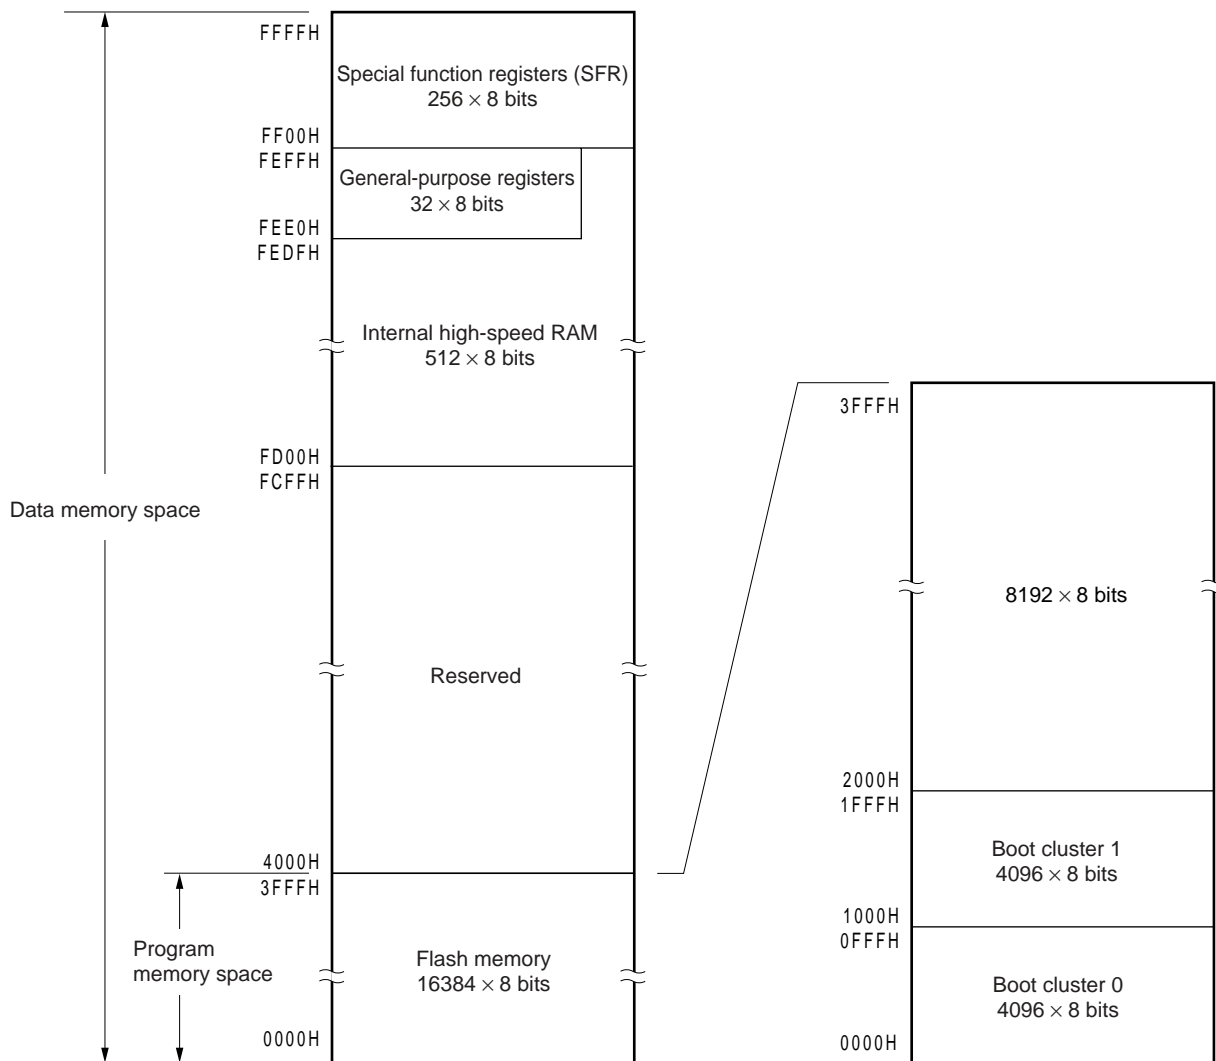 FFFFH
Special function registers (SFR)
256 × 8 bits
FF00H
FEFFH
General-purpose registers
32 × 8 bits
FEE0H
FEDFH
Internal high-speed RAM
512 × 8 bits
FD00H
FCFFH
Data memory space
Reserved
4000H
3FFFH
Program
memory space
Flash memory
16384 × 8 bits
0000H
3FFFH
8192 × 8 bits
2000H
1FFFH
Boot cluster 1
4096 × 8 bits
1000H
0FFFH
Boot cluster 0
4096 × 8 bits
0000H